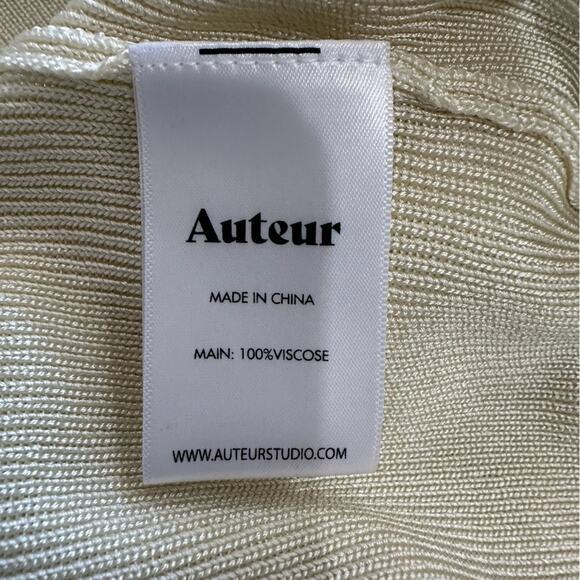 Auteur
MADE IN CHINA
MAIN: 100%VISCOSE
WWW.AUTEURSTUDIO.COM